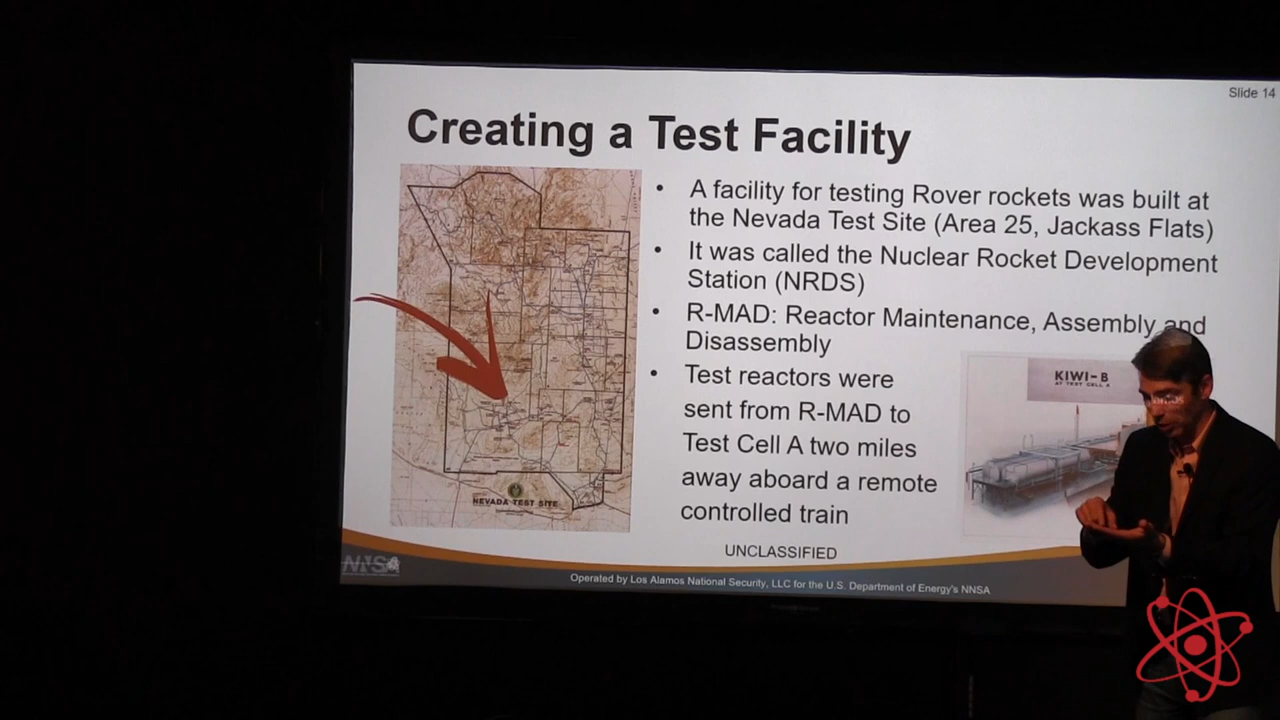 Slide 14
Creating a Test Facility
• A facility for testing Rover rockets was built at
the Nevada Test Site (Area 25, Jackass Flats)
• It was called the Nuclear Rocket Development
Station (NRDS)
• R-MAD: Reactor Maintenance, Assembly and
Disassembly
• Test reactors were
sent from R-MAD to
Test Cell A two miles
away aboard a remote
controlled train
KIWI-B
AT TEST CELL A
NEVADA TEST SITE
UNCLASSIFIED
NNSA
Operated by Los Alamos National Security, LLC for the U.S. Department of Energy's NNSA